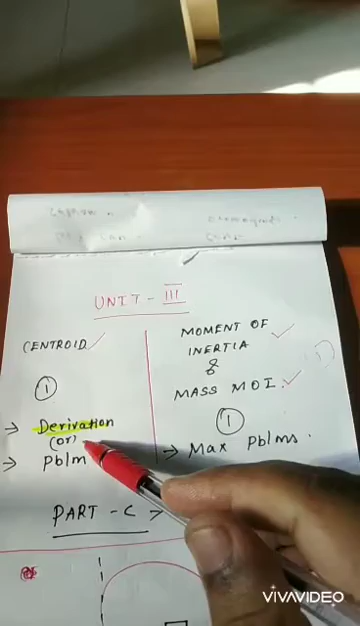 UNIT - III
CENTROID
①
→ Derivation
(or)
→ Pblm
MOMENT OF
INERTIA
&
MASS MOI.
①
→ Max Pblms.
PART - C →
VIVAVIDEO